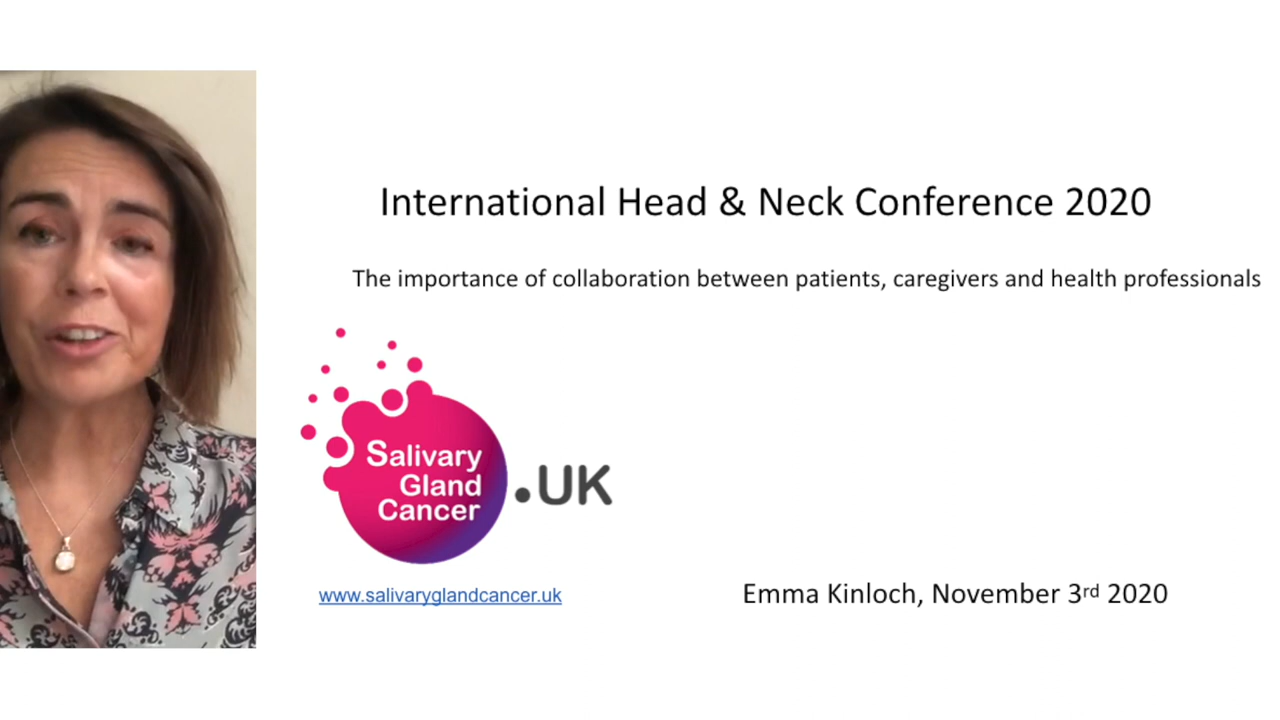 International Head & Neck Conference 2020
The importance of collaboration between patients, caregivers and health professionals
Salivary
Gland
Cancer
.UK
www.salivaryglandcancer.uk
Emma Kinloch, November 3rd 2020